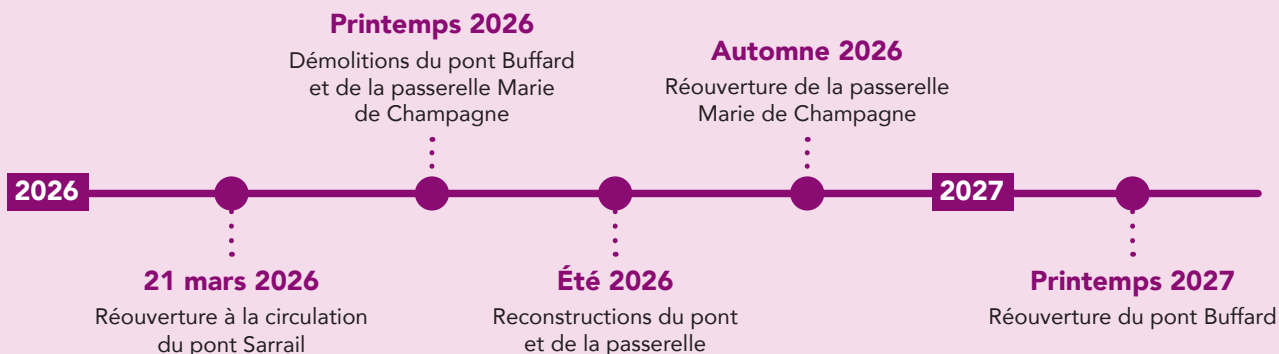 Printemps 2026
Démolitions du pont Buffard
et de la passerelle Marie
de Champagne
Automne 2026
Réouverture de la passerelle
Marie de Champagne
2026
2027
21 mars 2026
Réouverture à la circulation
du pont Sarrail
Été 2026
Reconstructions du pont
et de la passerelle
Printemps 2027
Réouverture du pont Buffard